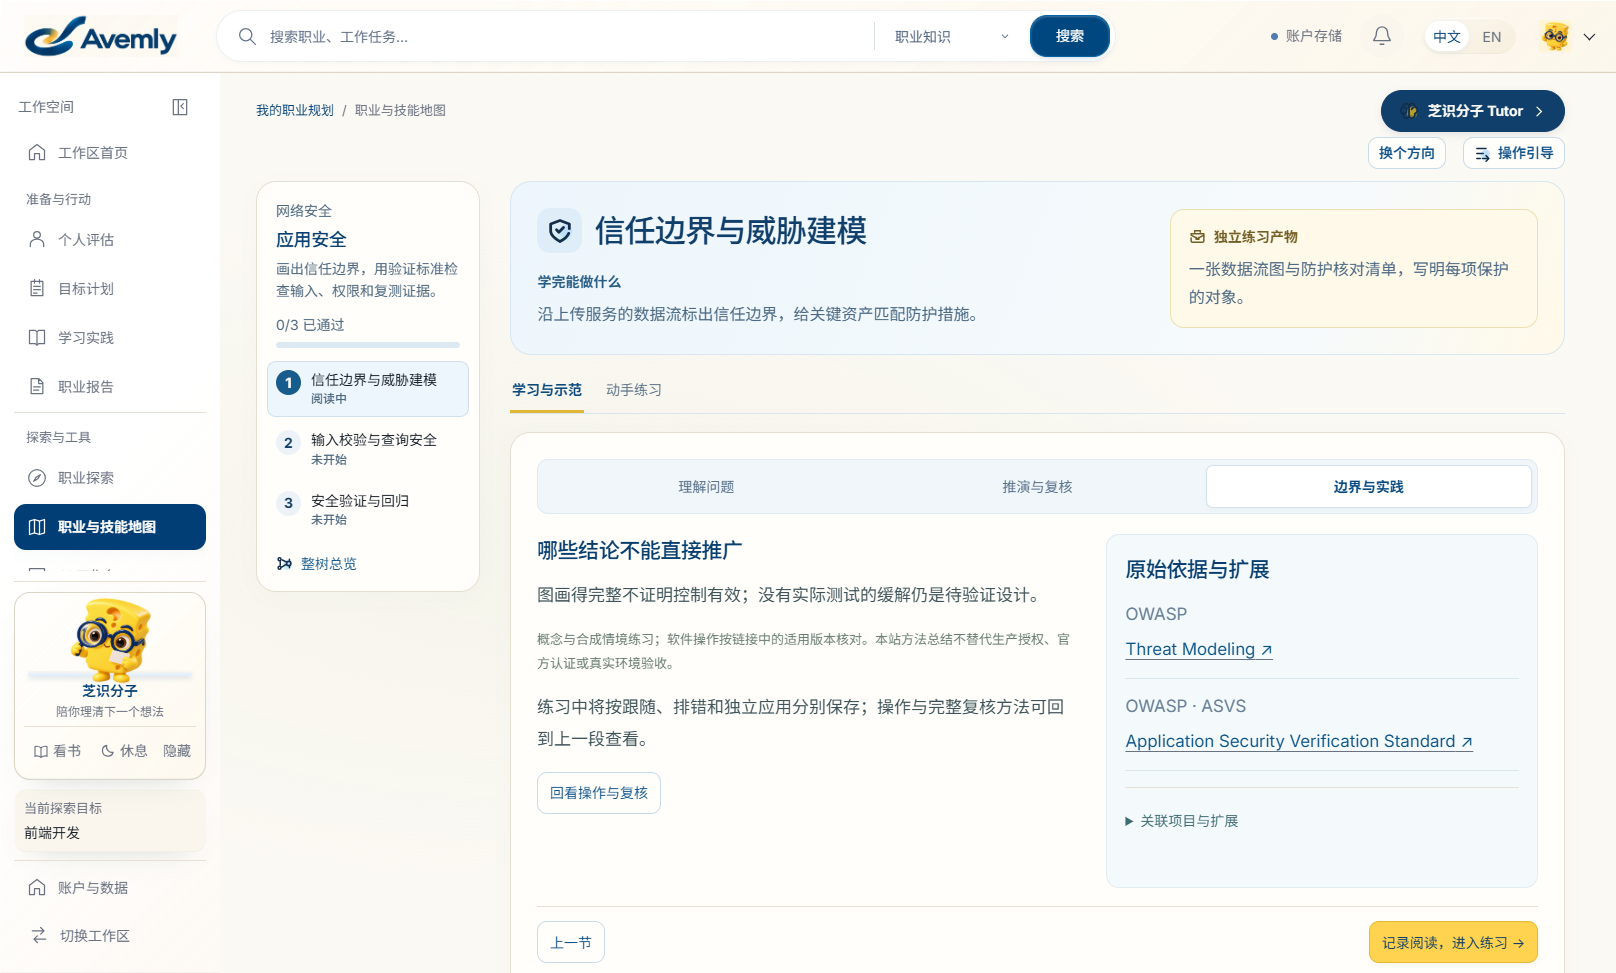 Avemly
搜索职业、工作任务...
职业知识
搜索
账户存储
中文
EN
工作空间
工作区首页
准备与行动
个人评估
目标计划
学习实践
职业报告
探索与工具
职业探索
职业与技能地图
芝识分子
陪你理清下一个想法
看书
休息
隐藏
当前探索目标
前端开发
账户与数据
切换工作区
我的职业规划 / 职业与技能地图
芝识分子 Tutor
换个方向
操作引导
网络安全
应用安全
画出信任边界，用验证标准检
查输入、权限和复测证据。
0/3 已通过
1
信任边界与威胁建模
阅读中
2
输入校验与查询安全
未开始
3
安全验证与回归
未开始
整树总览
信任边界与威胁建模
学完能做什么
沿上传服务的数据流标出信任边界，给关键资产匹配防护措施。
独立练习产物
一张数据流图与防护核对清单，写明每项保护
的对象。
学习与示范
动手练习
理解问题
推演与复核
边界与实践
哪些结论不能直接推广
图画得完整不证明控制有效；没有实际测试的缓解仍是待验证设计。
概念与合成情境练习；软件操作按链接中的适用版本核对。本站方法总结不替代生产授权、官
方认证或真实环境验收。
练习中将按跟随、排错和独立应用分别保存；操作与完整复核方法可回
到上一段查看。
回看操作与复核
原始依据与扩展
OWASP
Threat Modeling ↗
OWASP · ASVS
Application Security Verification Standard ↗
▶ 关联项目与扩展
上一节
记录阅读，进入练习 →